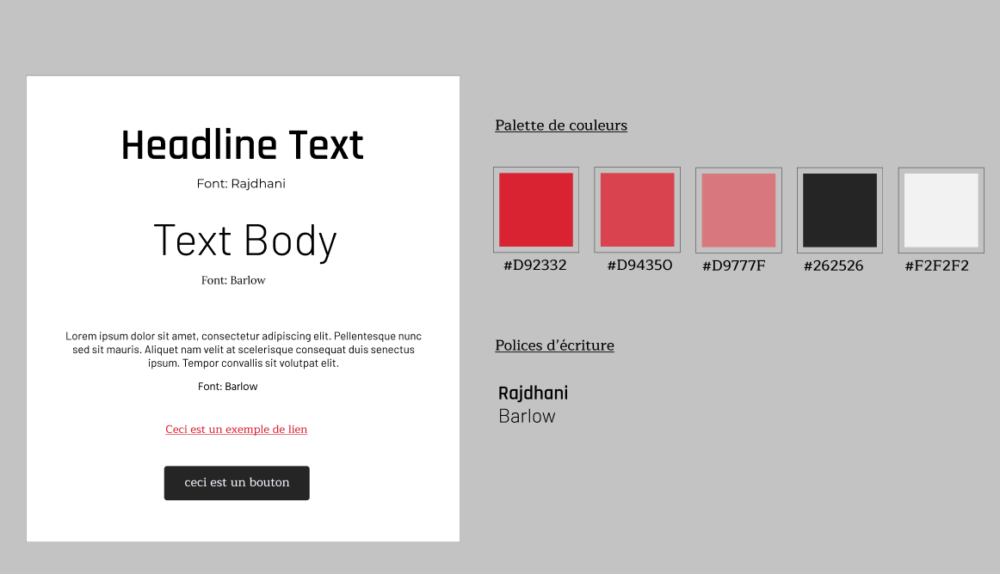 Headline Text
Font: Rajdhani
Text Body
Font: Barlow
Lorem ipsum dolor sit amet, consectetur adipiscing elit. Pellentesque nunc
sed sit mauris. Aliquet nam velit at scelerisque consequat duis senectus
ipsum. Tempor convallis sit volutpat elit.
Font: Barlow
Ceci est un exemple de lien
ceci est un bouton
Palette de couleurs
#D92332 #D94350 #D9777F #262526 #F2F2F2
Polices d’écriture
Rajdhani
Barlow